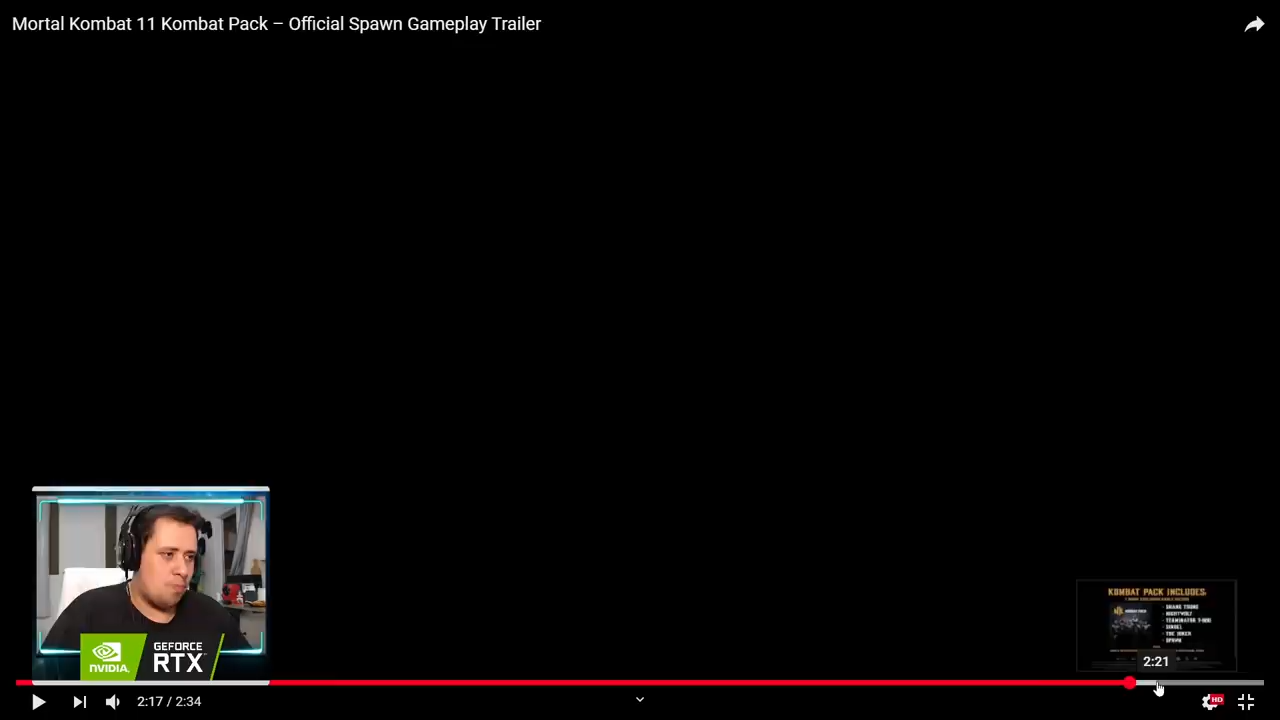 Mortal Kombat 11 Kombat Pack – Official Spawn Gameplay Trailer
KOMBAT PACK INCLUDES:
· SHANG TSUNG
· NIGHTWOLF
· TERMINATOR T-800
· SINDEL
· THE JOKER
· SPAWN
2:21
NVIDIA.
GEFORCE
RTX
2:17 / 2:34
HD